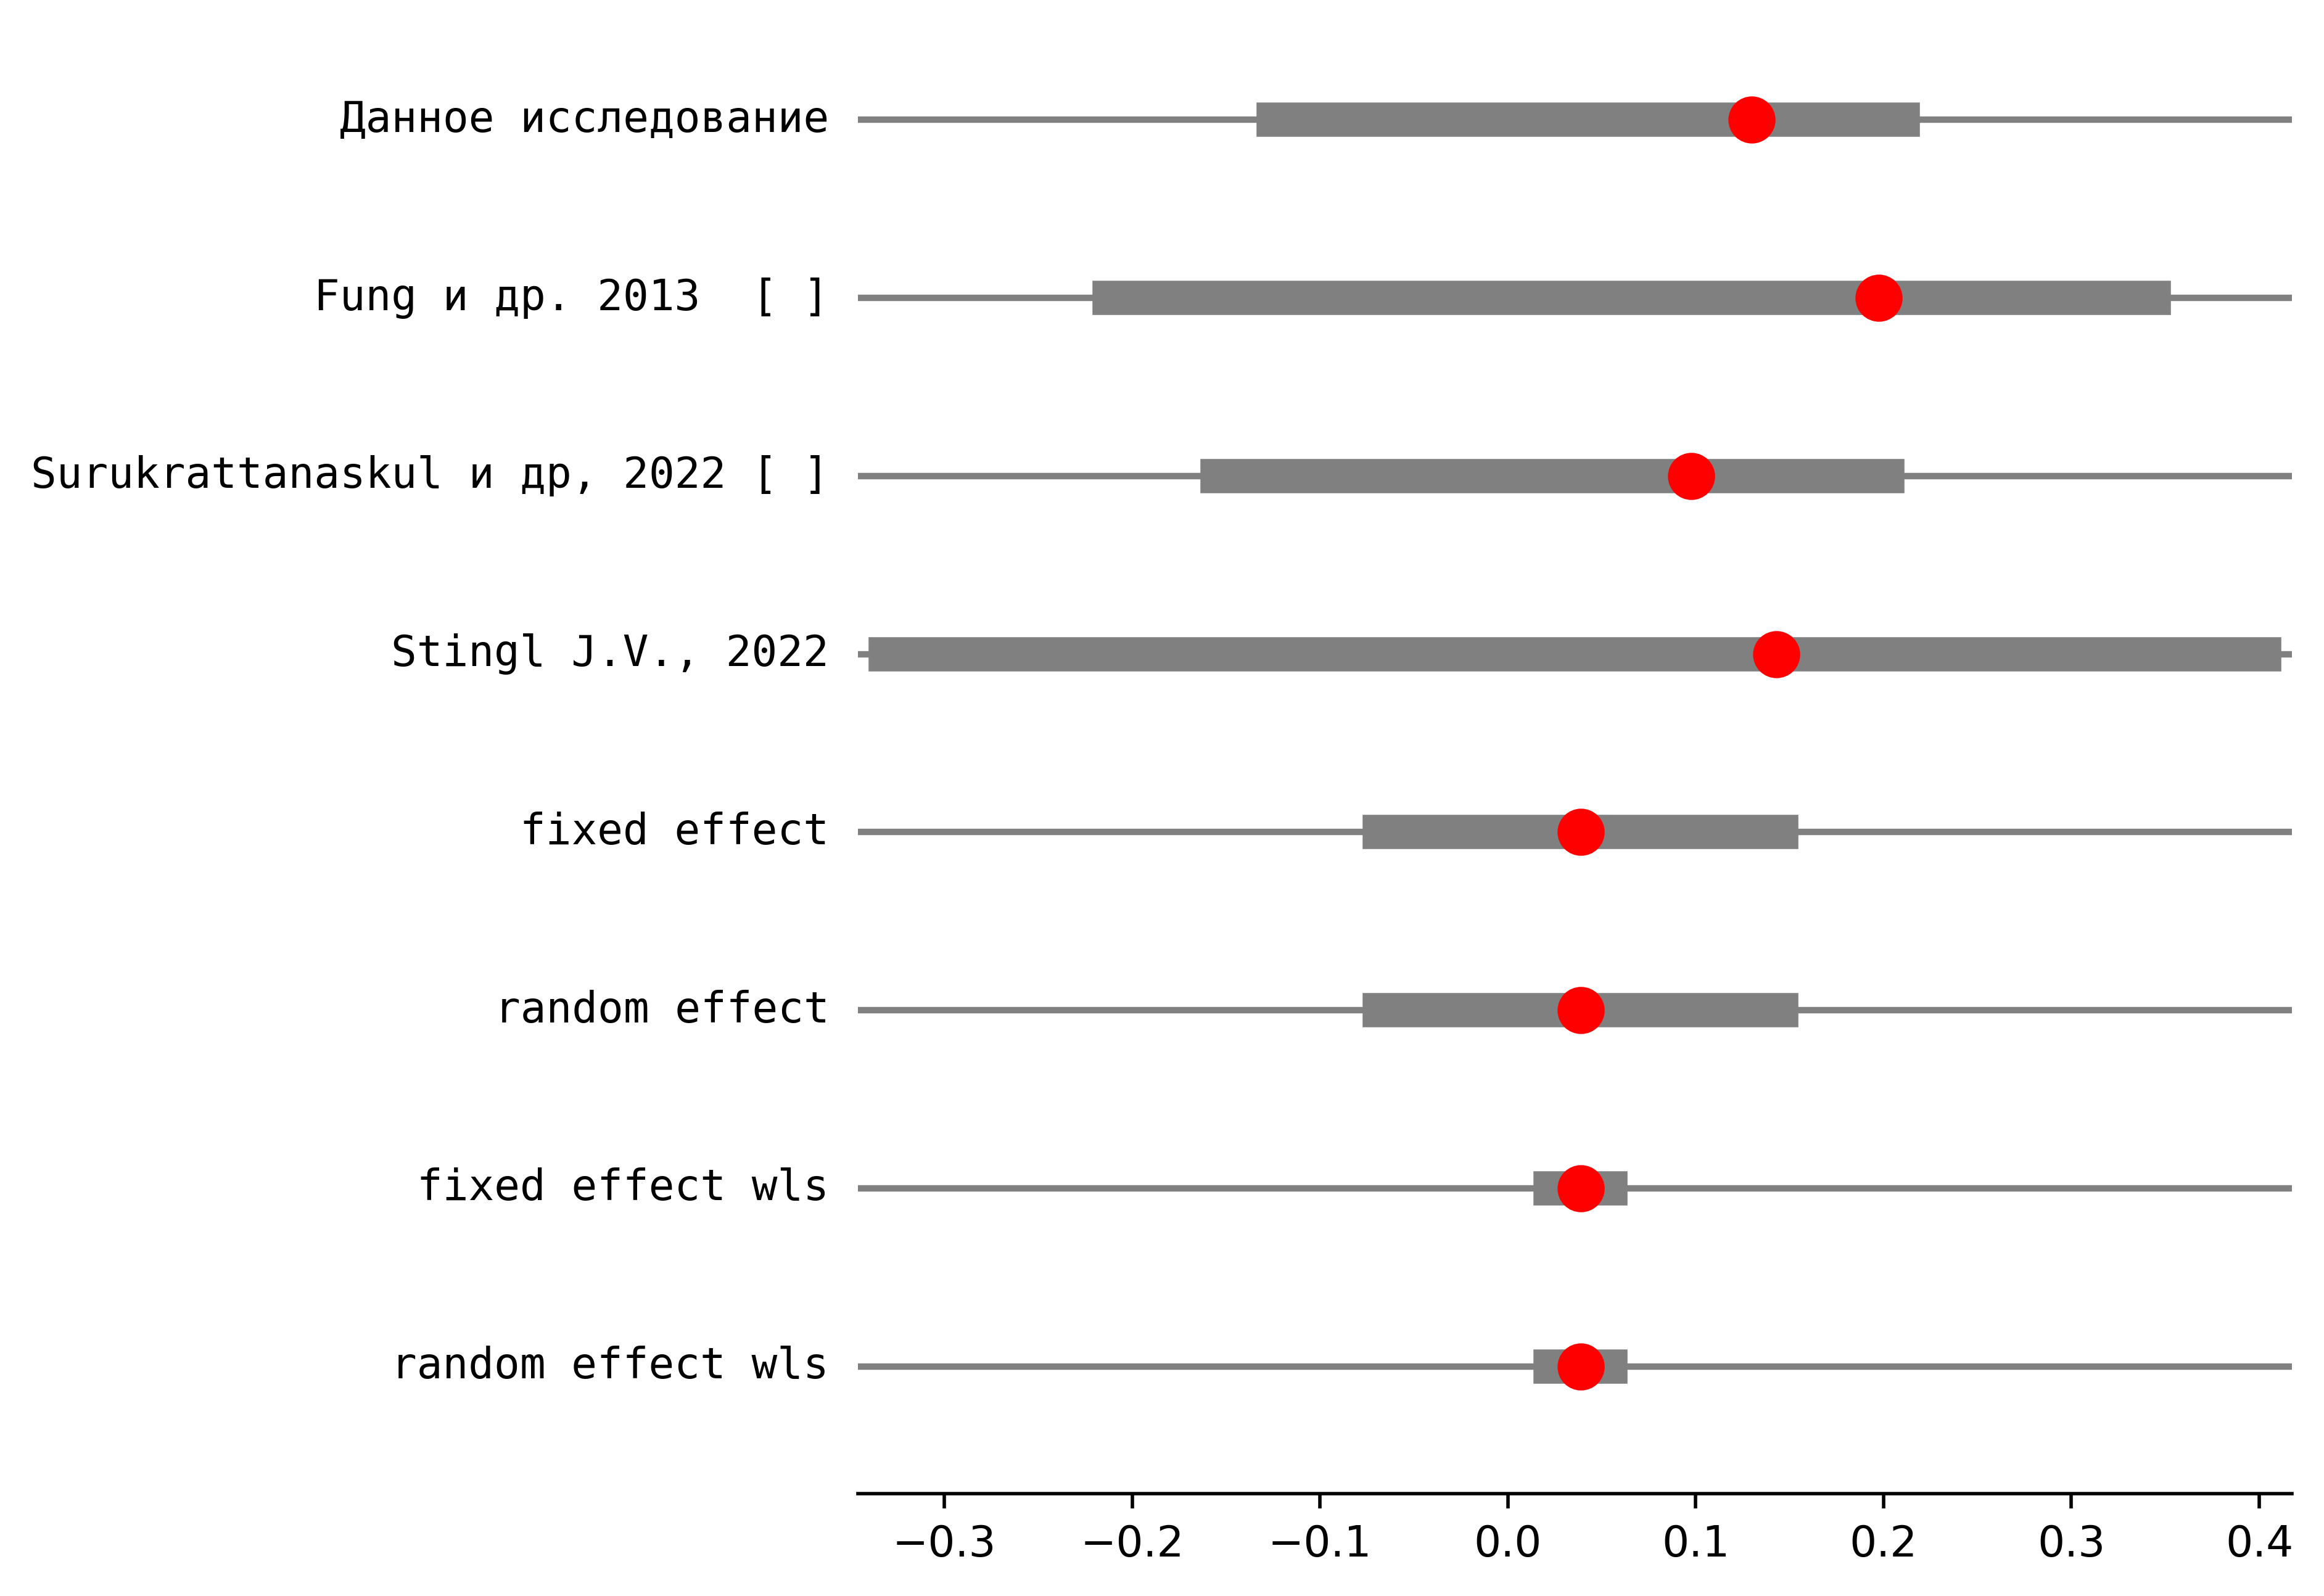 Данное исследование
Fung и др. 2013  [ ]
Surukrattanaskul и др, 2022 [ ]
Stingl J.V., 2022
fixed effect
random effect
fixed effect wls
random effect wls
−0.3 −0.2 −0.1 0.0 0.1 0.2 0.3 0.4